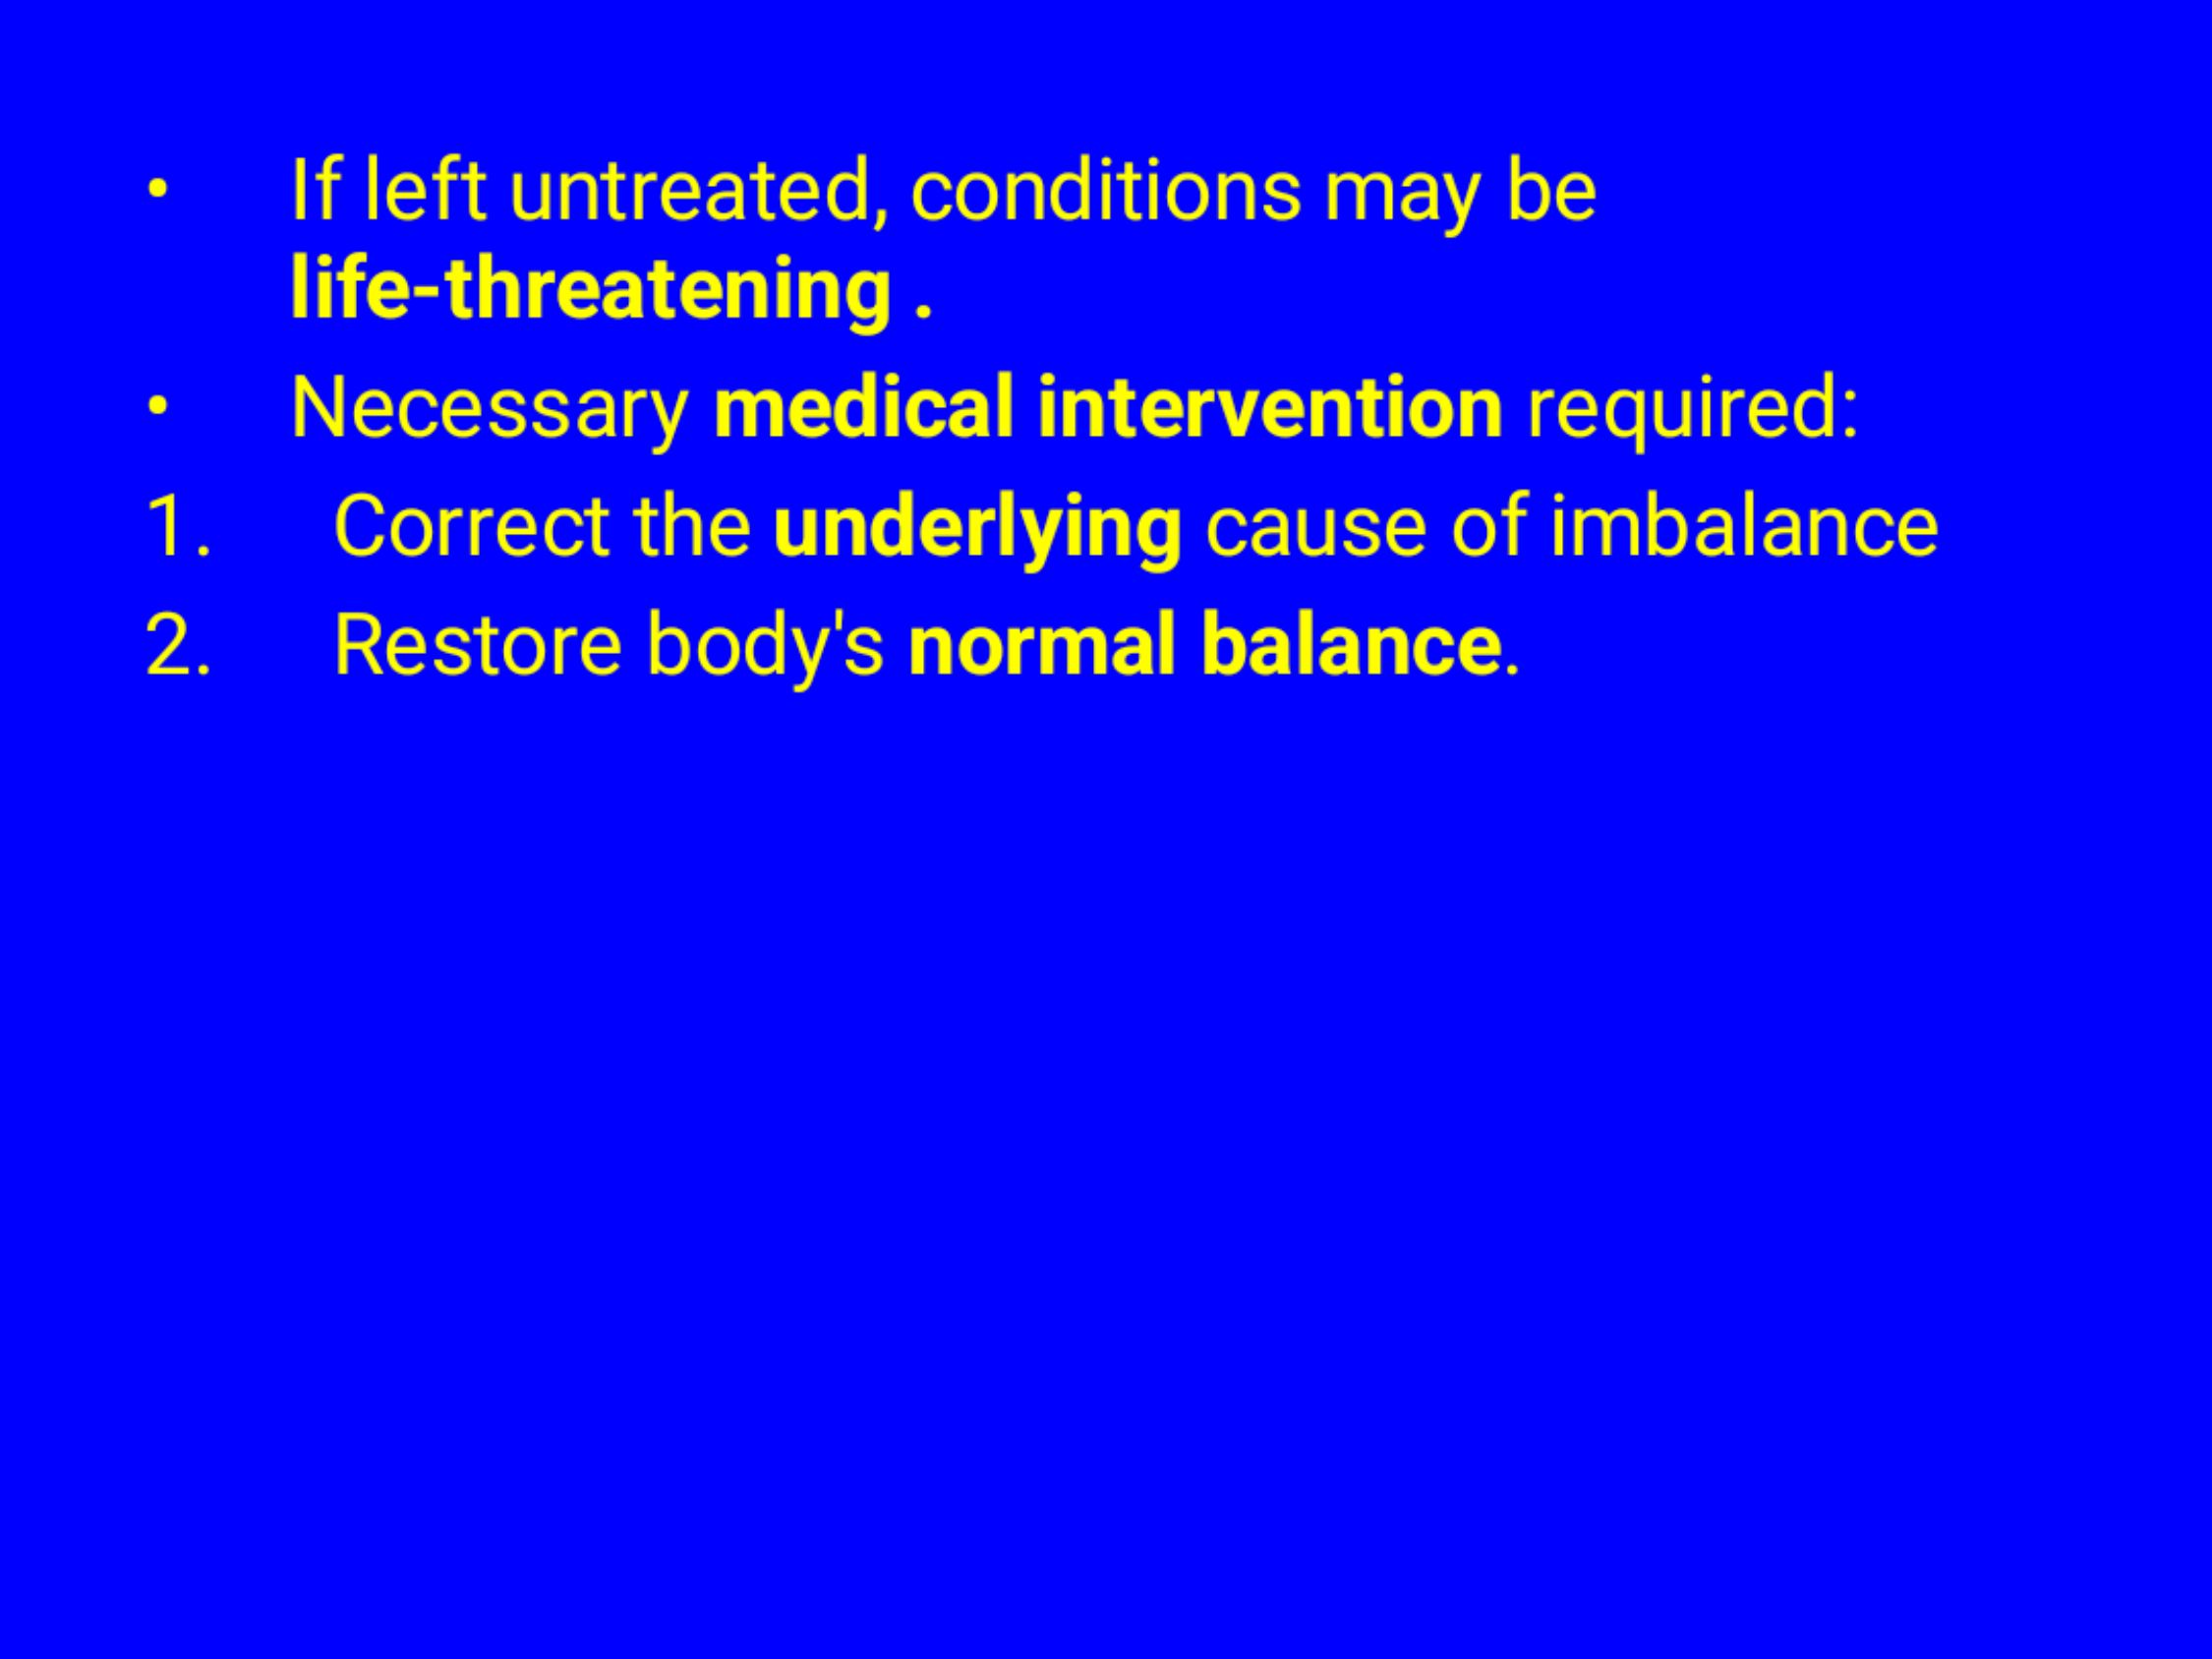 • If left untreated, conditions may be
life-threatening .
• Necessary medical intervention required:
1. Correct the underlying cause of imbalance
2. Restore body's normal balance.